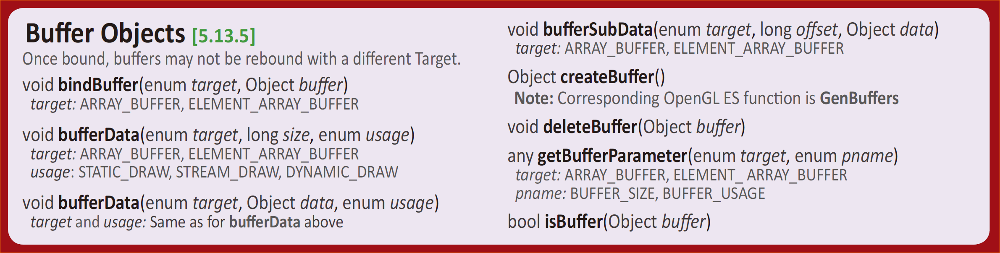 Buffer Objects [5.13.5]
Once bound, buffers may not be rebound with a different Target.
void bindBuffer(enum target, Object buffer)
target: ARRAY_BUFFER, ELEMENT_ARRAY_BUFFER
void bufferData(enum target, long size, enum usage)
target: ARRAY_BUFFER, ELEMENT_ARRAY_BUFFER
usage: STATIC_DRAW, STREAM_DRAW, DYNAMIC_DRAW
void bufferData(enum target, Object data, enum usage)
target and usage: Same as for bufferData above
void bufferSubData(enum target, long offset, Object data)
target: ARRAY_BUFFER, ELEMENT_ARRAY_BUFFER
Object createBuffer()
Note: Corresponding OpenGL ES function is GenBuffers
void deleteBuffer(Object buffer)
any getBufferParameter(enum target, enum pname)
target: ARRAY_BUFFER, ELEMENT_ ARRAY_BUFFER
pname: BUFFER_SIZE, BUFFER_USAGE
bool isBuffer(Object buffer)